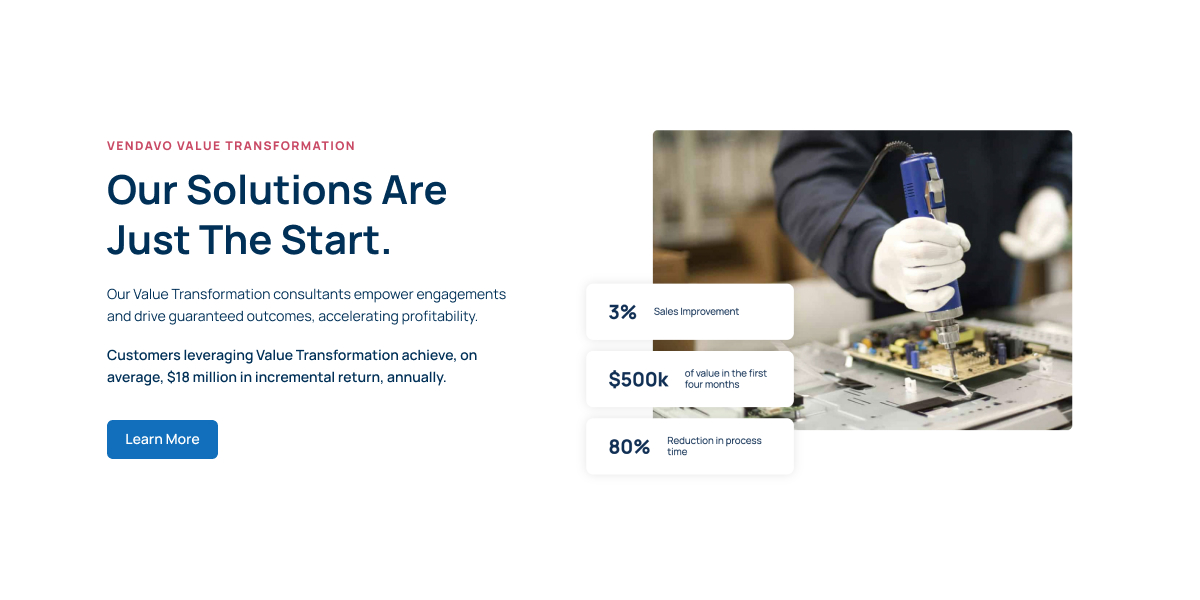 VENDAVO VALUE TRANSFORMATION
Our Solutions Are
Just The Start.
Our Value Transformation consultants empower engagements
and drive guaranteed outcomes, accelerating profitability.
Customers leveraging Value Transformation achieve, on
average, $18 million in incremental return, annually.
Learn More
3% Sales Improvement
$500k of value in the first
four months
80% Reduction in process
time